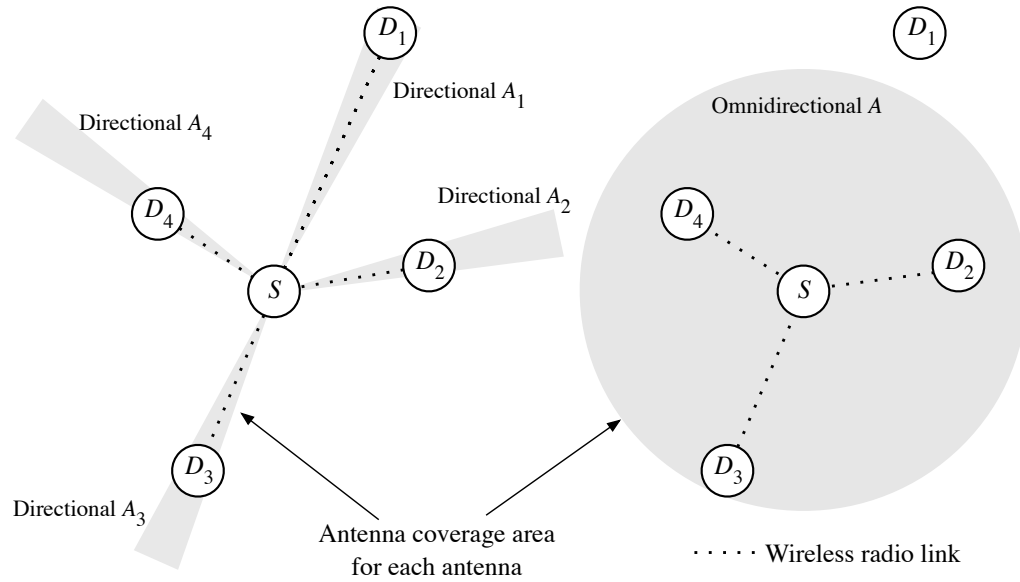 D1
Directional A1
Directional A4
D4
Directional A2
D2
S
D3
Directional A3
Antenna coverage area
for each antenna
D1
Omnidirectional A
D4
D2
S
D3
Wireless radio link